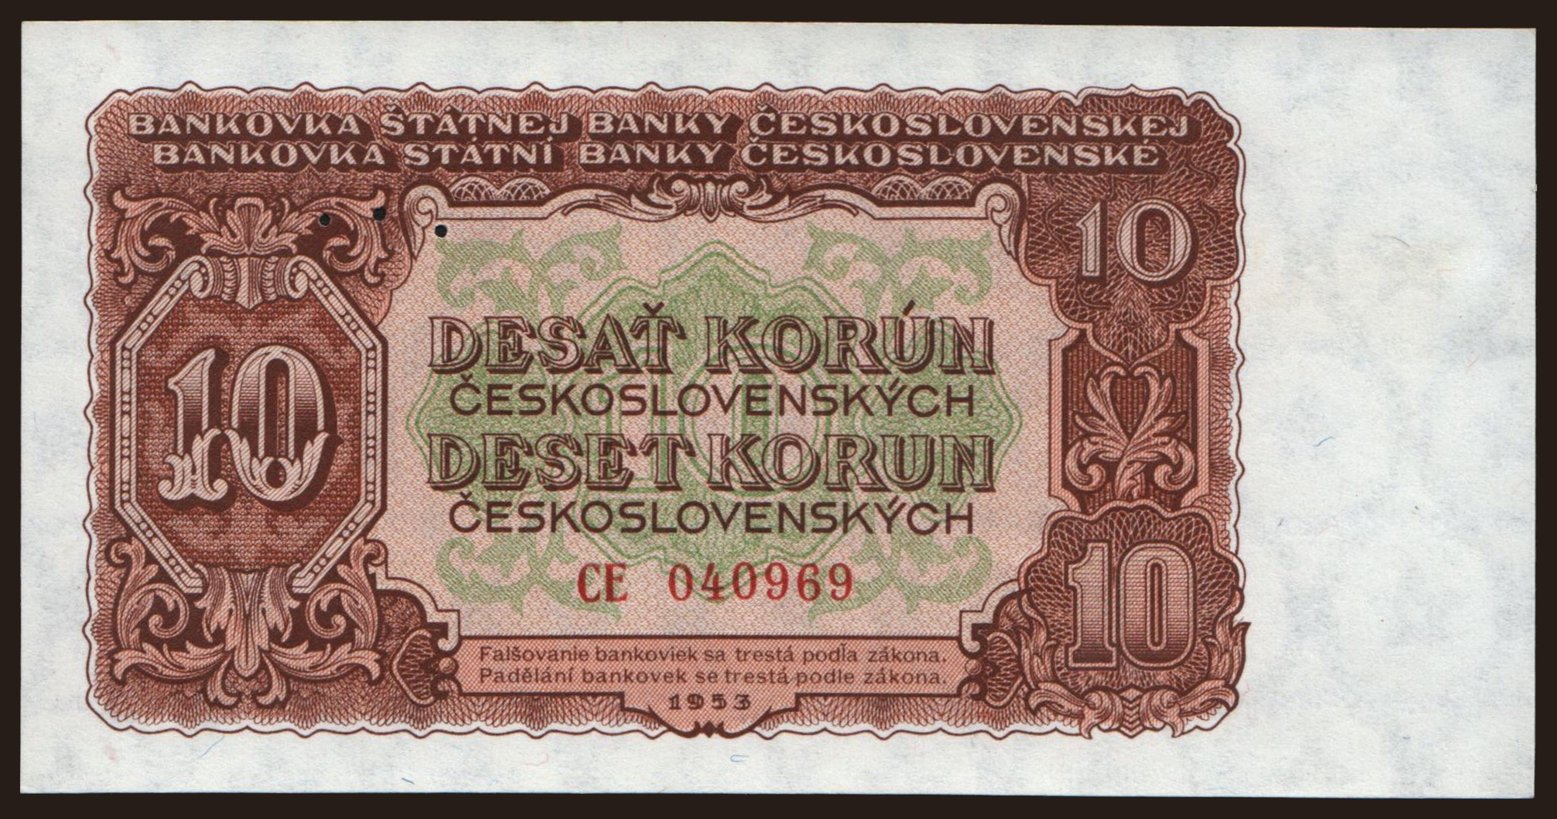 BANKOVKA ŠTÁTNEJ BANKY ČESKOSLOVENSKEJ
BANKOVKA STÁTNÍ BANKY ČESKOSLOVENSKÉ
10
10
DESAŤ KORÚN
ČESKOSLOVENSKÝCH
DESET KORUN
ČESKOSLOVENSKÝCH
10
CE 040969
10
Falšovanie bankoviek sa trestá podľa zákona.
Padělání bankovek se trestá podle zákona.
1953